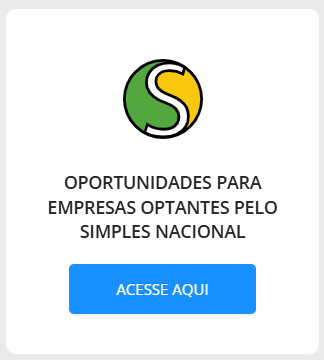 S
OPORTUNIDADES PARA
EMPRESAS OPTANTES PELO
SIMPLES NACIONAL
ACESSE AQUI